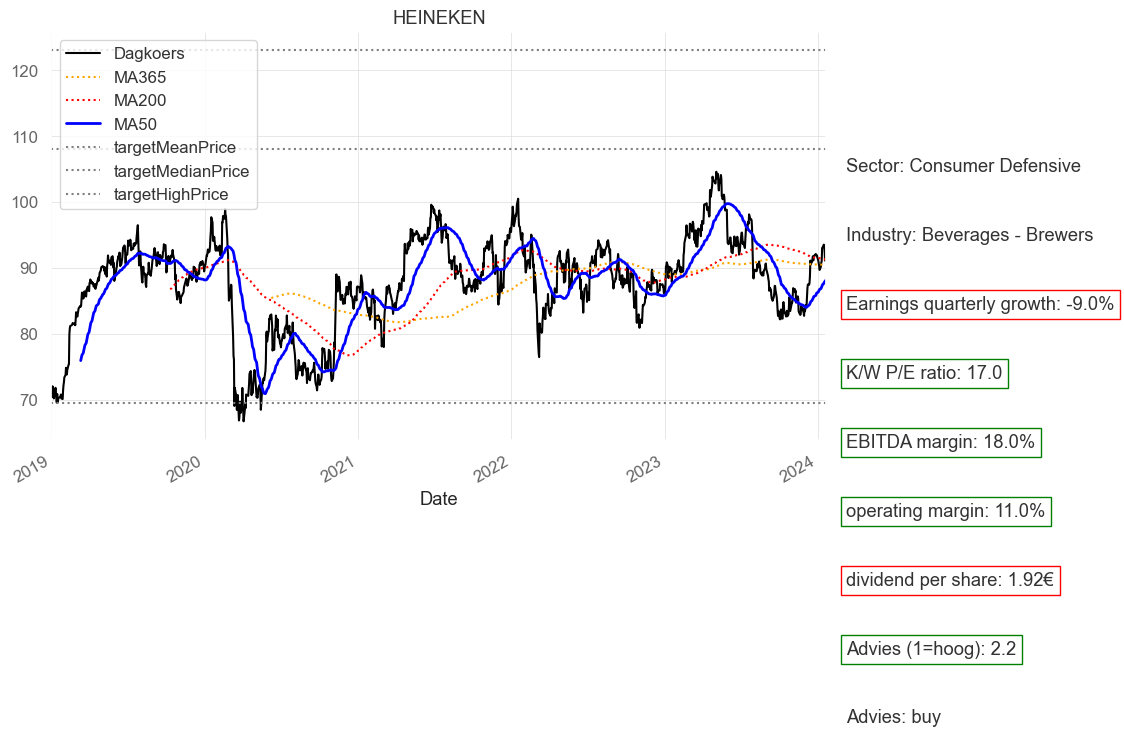 HEINEKEN
Dagkoers
MA365
MA200
MA50
targetMeanPrice
targetMedianPrice
targetHighPrice
120
110
100
90
80
70
2019
2020
2021
2022
2023
2024
Date
Sector: Consumer Defensive
Industry: Beverages - Brewers
Earnings quarterly growth: -9.0%
K/W P/E ratio: 17.0
EBITDA margin: 18.0%
operating margin: 11.0%
dividend per share: 1.92€
Advies (1=hoog): 2.2
Advies: buy